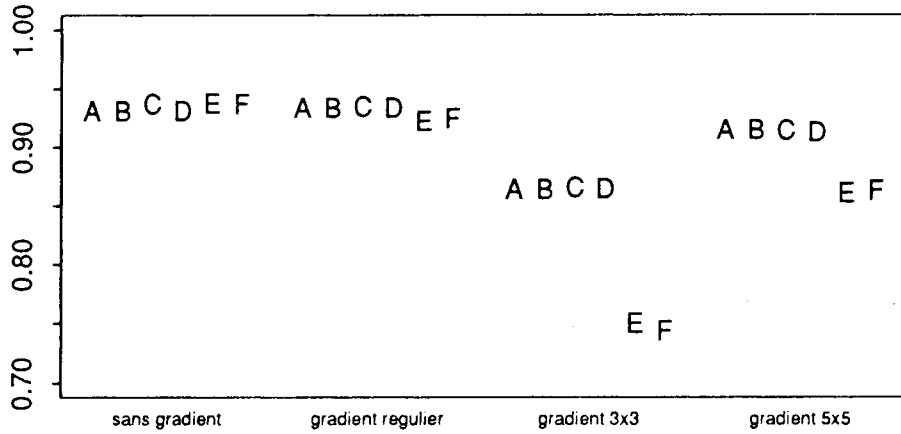 1.00
0.90
0.80
0.70
A B C D E F
A B C D E F
A B C D E F
A B C D E F
sans gradient
gradient regulier
gradient 3x3
gradient 5x5